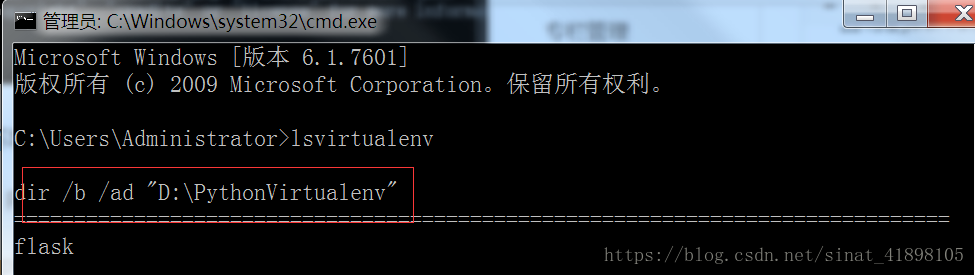 管理员: C:\Windows\system32\cmd.exe
Microsoft Windows [版本 6.1.7601]
版权所有 (c) 2009 Microsoft Corporation。保留所有权利。
C:\Users\Administrator>lsvirtualenv
dir /b /ad "D:\PythonVirtualenv"
==============================================================================
flask
https://blog.csdn.net/sinat_41898105